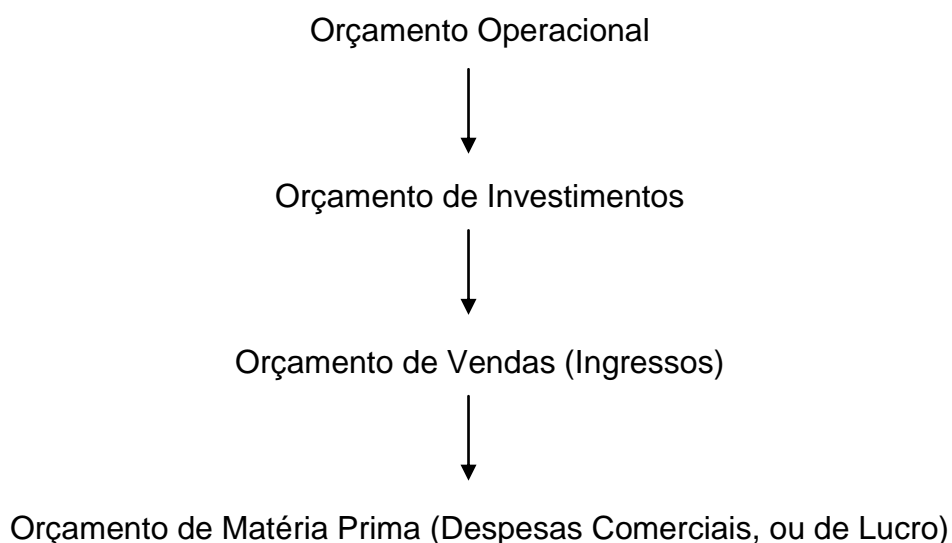 Orçamento Operacional
Orçamento de Investimentos
Orçamento de Vendas (Ingressos)
Orçamento de Matéria Prima (Despesas Comerciais, ou de Lucro)